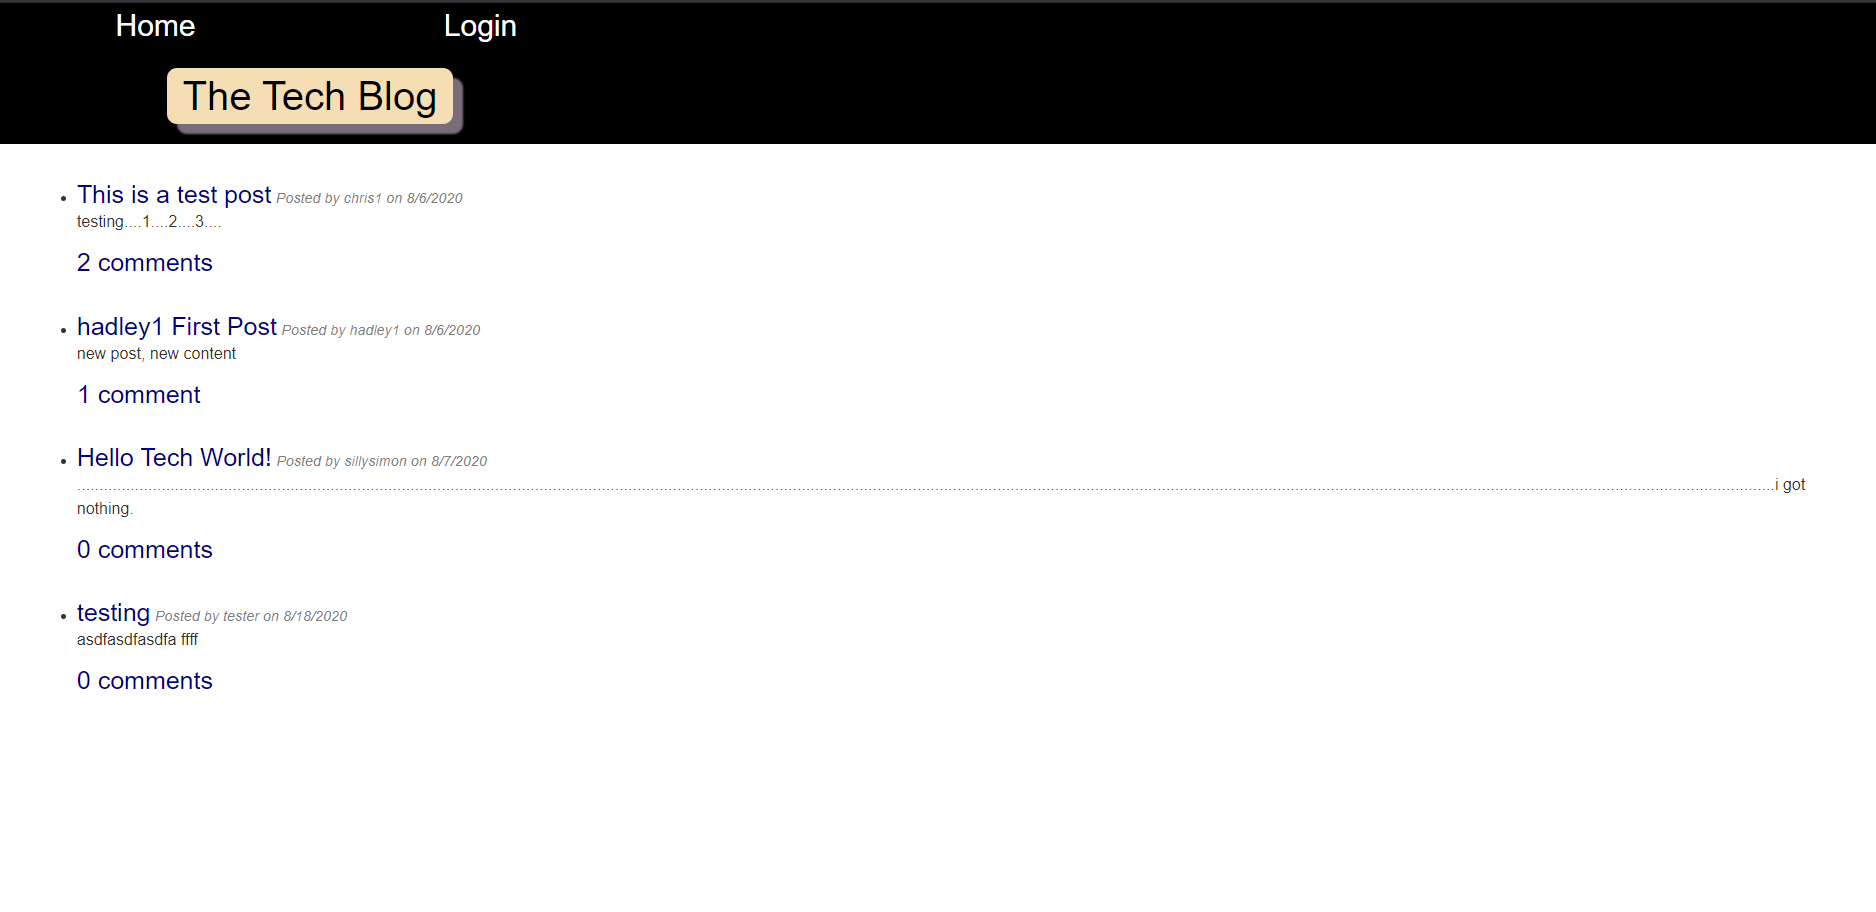 Home Login
The Tech Blog
This is a test post Posted by chris1 on 8/6/2020
testing....1....2....3....
2 comments
hadley1 First Post Posted by hadley1 on 8/6/2020
new post, new content
1 comment
Hello Tech World! Posted by sillysimon on 8/7/2020
....................................................................................................................................................................................................................................................................................................................................................................................i got
nothing.
0 comments
testing Posted by tester on 8/18/2020
asdfasdfasdfa ffff
0 comments